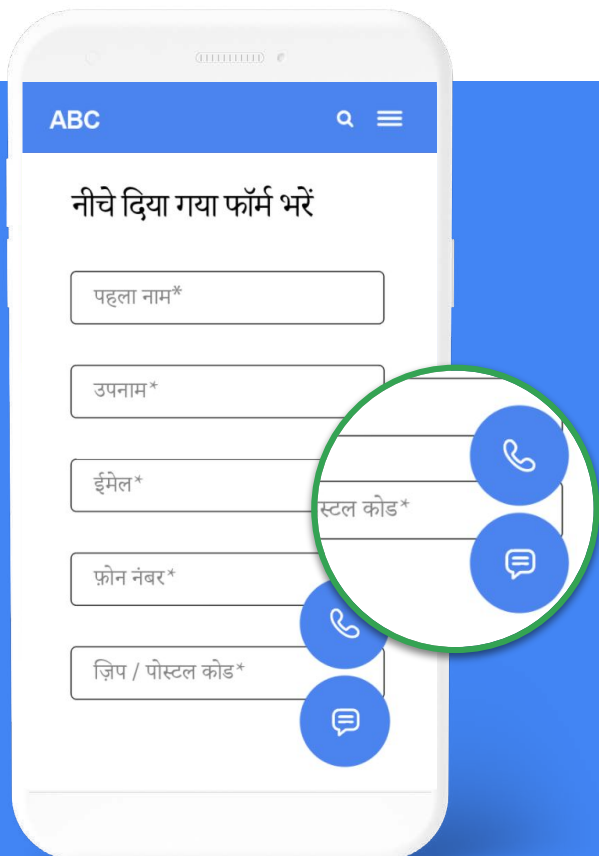 ABC
नीचे दिया गया फॉर्म भरें
पहला नाम*
उपनाम*
ईमेल*
स्टल कोड*
फ़ोन नंबर*
ज़िप / पोस्टल कोड*